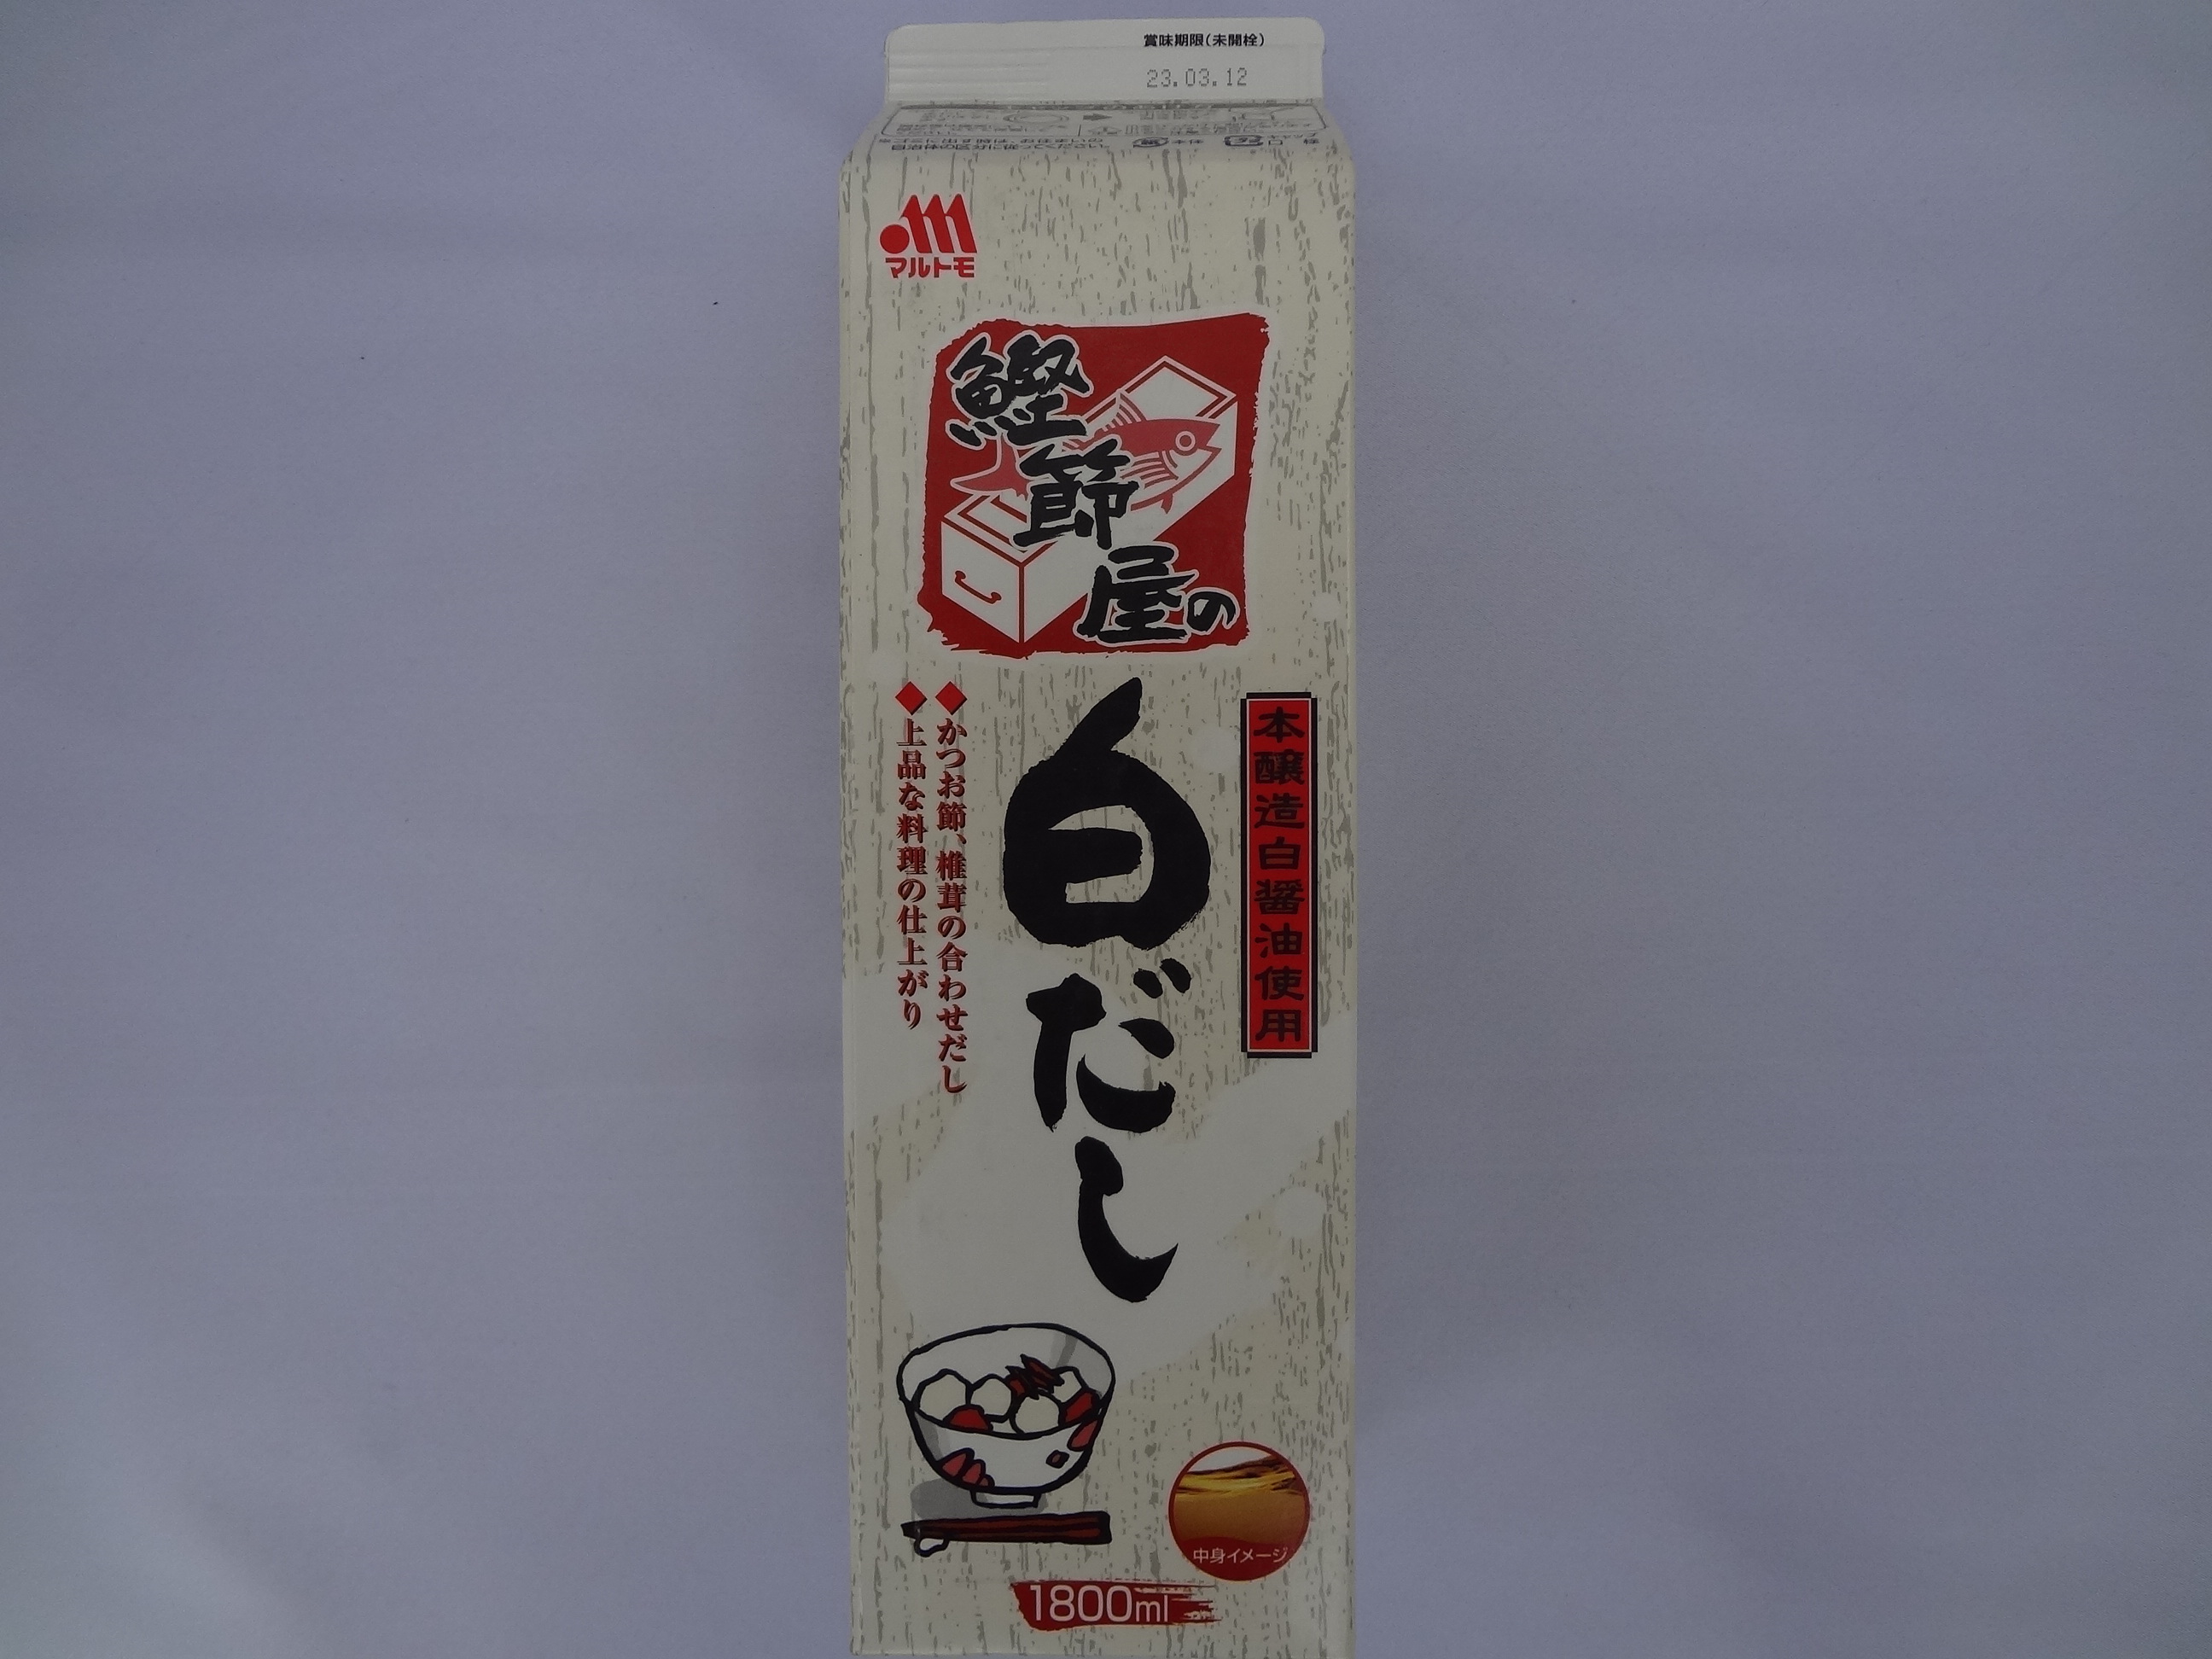 賞味期限(未開栓)
23.03.12
マルトモ
鰹節屋の
本醸造白醤油使用
白だし
◆かつお節、椎茸の合わせだし
◆上品な料理の仕上がり
中身イメージ
1800ml